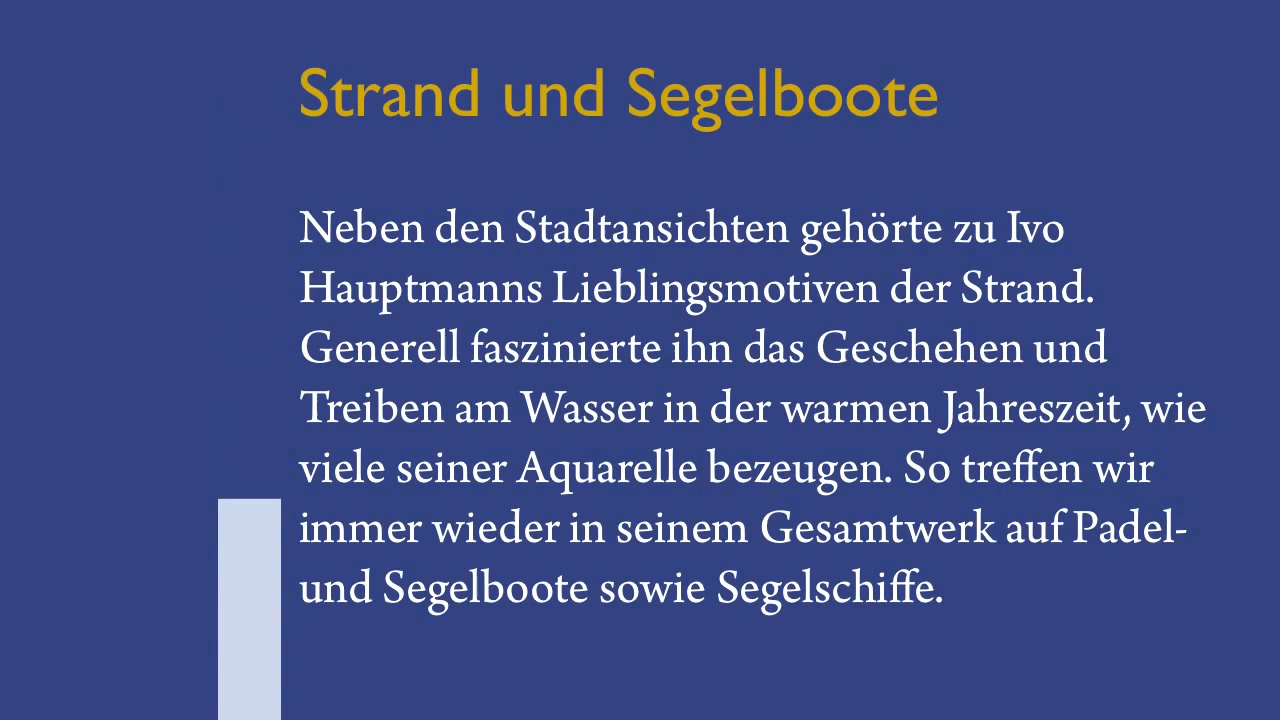 Strand und Segelboote
Neben den Stadtansichten gehörte zu Ivo
Hauptmanns Lieblingsmotiven der Strand.
Generell faszinierte ihn das Geschehen und
Treiben am Wasser in der warmen Jahreszeit, wie
viele seiner Aquarelle bezeugen. So treffen wir
immer wieder in seinem Gesamtwerk auf Padel-
und Segelboote sowie Segelschiffe.